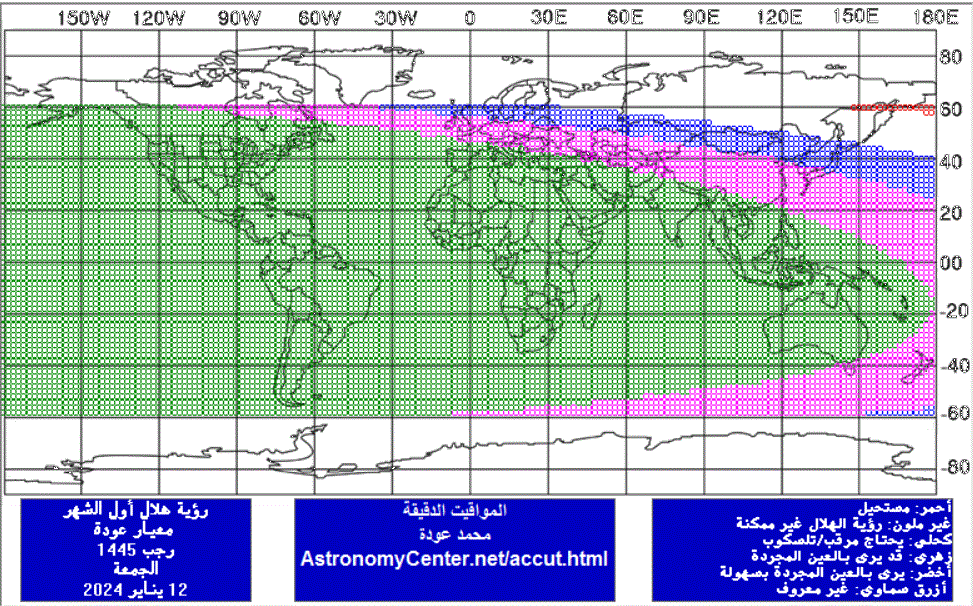 150W 120W 90W 60W 30W 0 30E 60E 90E 120E 150E 180E
80
60
40
20
00
-20
-40
-60
-80
رؤية هلال أول الشهر
معيار عودة
رجب 1445
الجمعة
12 يناير 2024
المواقيت الدقيقة
محمد عودة
AstronomyCenter.net/accut.html
أحمر: مستحيل
غير ملون: رؤية الهلال غير ممكنة
كحلي: يحتاج مرقب/تلسكوب
زهري: قد يرى بالعين المجردة
أخضر: يرى بالعين المجردة بسهولة
أزرق سماوي: غير معروف